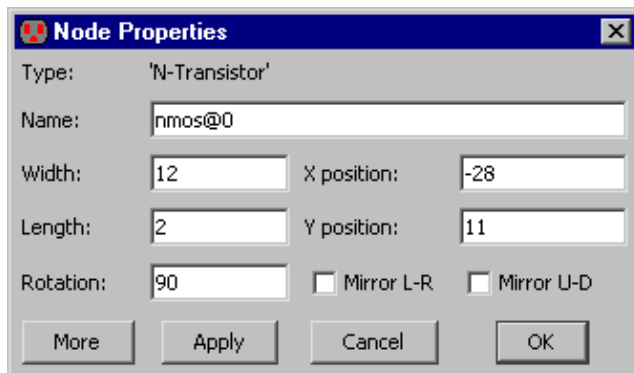 Node Properties
Type: 'N-Transistor'
Name: nmos@0
Width: 12 X position: -28
Length: 2 Y position: 11
Rotation: 90 Mirror L-R Mirror U-D
More Apply Cancel OK